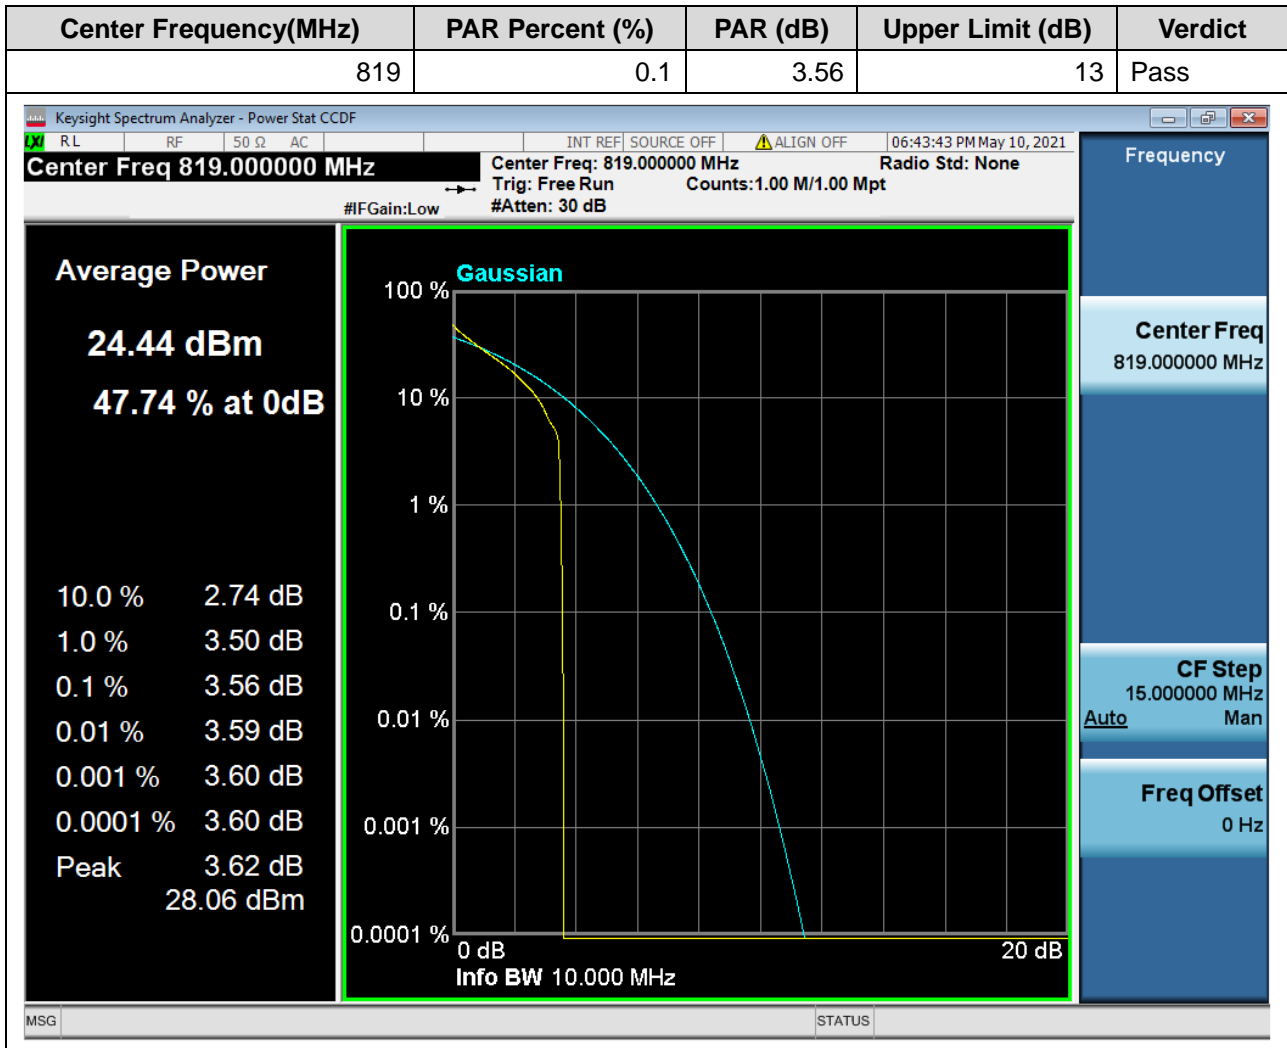 Center Frequency(MHz) PAR Percent (%) PAR (dB) Upper Limit (dB) Verdict
819 0.1 3.56 13 Pass
Keysight Spectrum Analyzer - Power Stat CCDF
LXI RL RF 50 Ω AC INT REF SOURCE OFF ALIGN OFF 06:43:43 PM May 10, 2021
Center Freq 819.000000 MHz
Center Freq: 819.000000 MHz Radio Std: None
Trig: Free Run Counts:1.00 M/1.00 Mpt
#IFGain:Low #Atten: 30 dB
Average Power
24.44 dBm
47.74 % at 0dB
10.0 % 2.74 dB
1.0 % 3.50 dB
0.1 % 3.56 dB
0.01 % 3.59 dB
0.001 % 3.60 dB
0.0001 % 3.60 dB
Peak 3.62 dB
28.06 dBm
Gaussian
100 %
10 %
1 %
0.1 %
0.01 %
0.001 %
0.0001 %
0 dB 20 dB
Info BW 10.000 MHz
Frequency
Center Freq
819.000000 MHz
CF Step
15.000000 MHz
Auto Man
Freq Offset
0 Hz
MSG STATUS